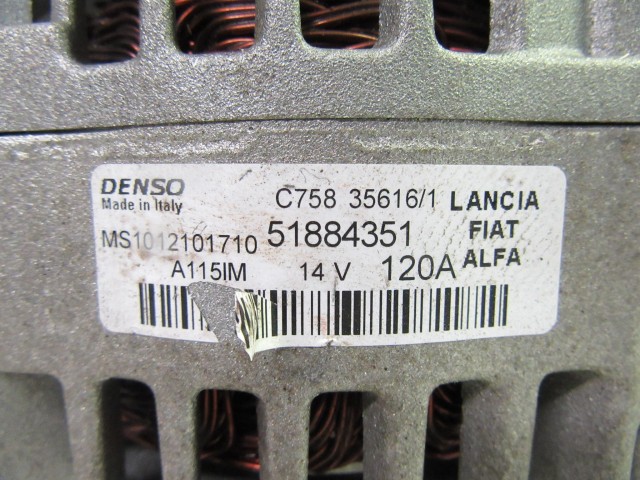 DENSO C758 35616/1 LANCIA
Made in Italy
MS1012101710 51884351 FIAT
A115IM 14 V 120A ALFA